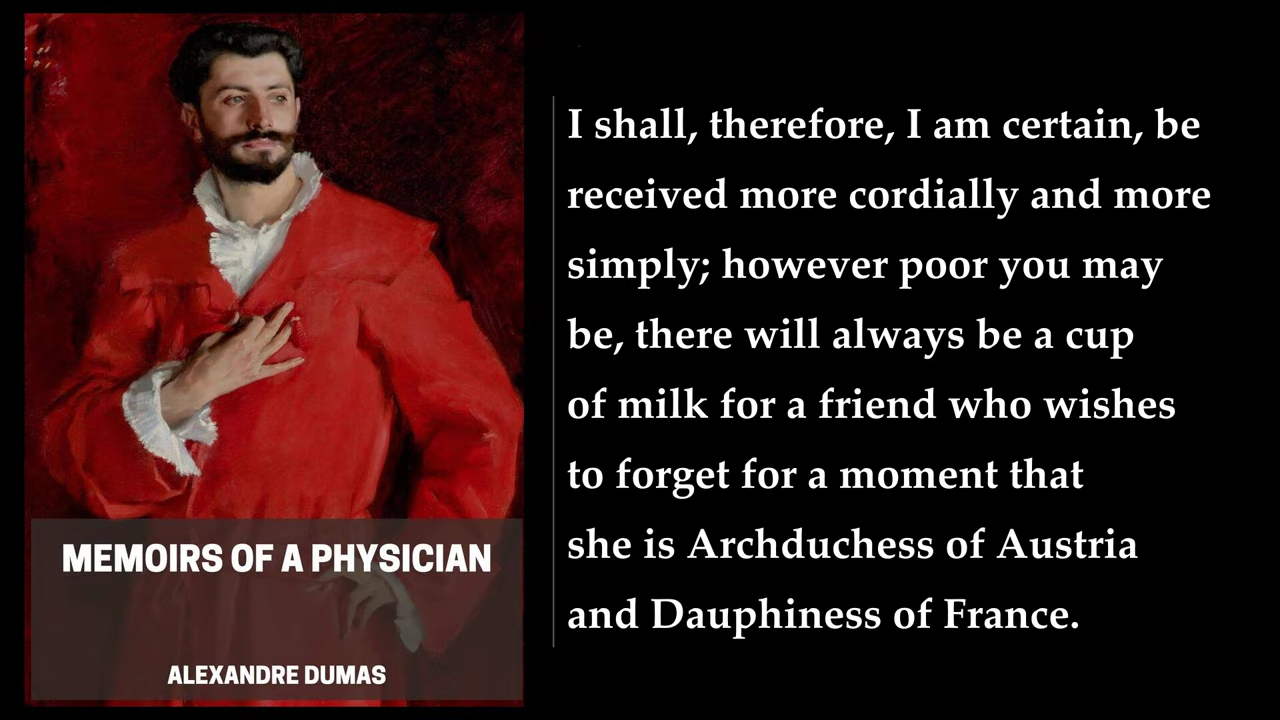 MEMOIRS OF A PHYSICIAN
ALEXANDRE DUMAS
I shall, therefore, I am certain, be
received more cordially and more
simply; however poor you may
be, there will always be a cup
of milk for a friend who wishes
to forget for a moment that
she is Archduchess of Austria
and Dauphiness of France.